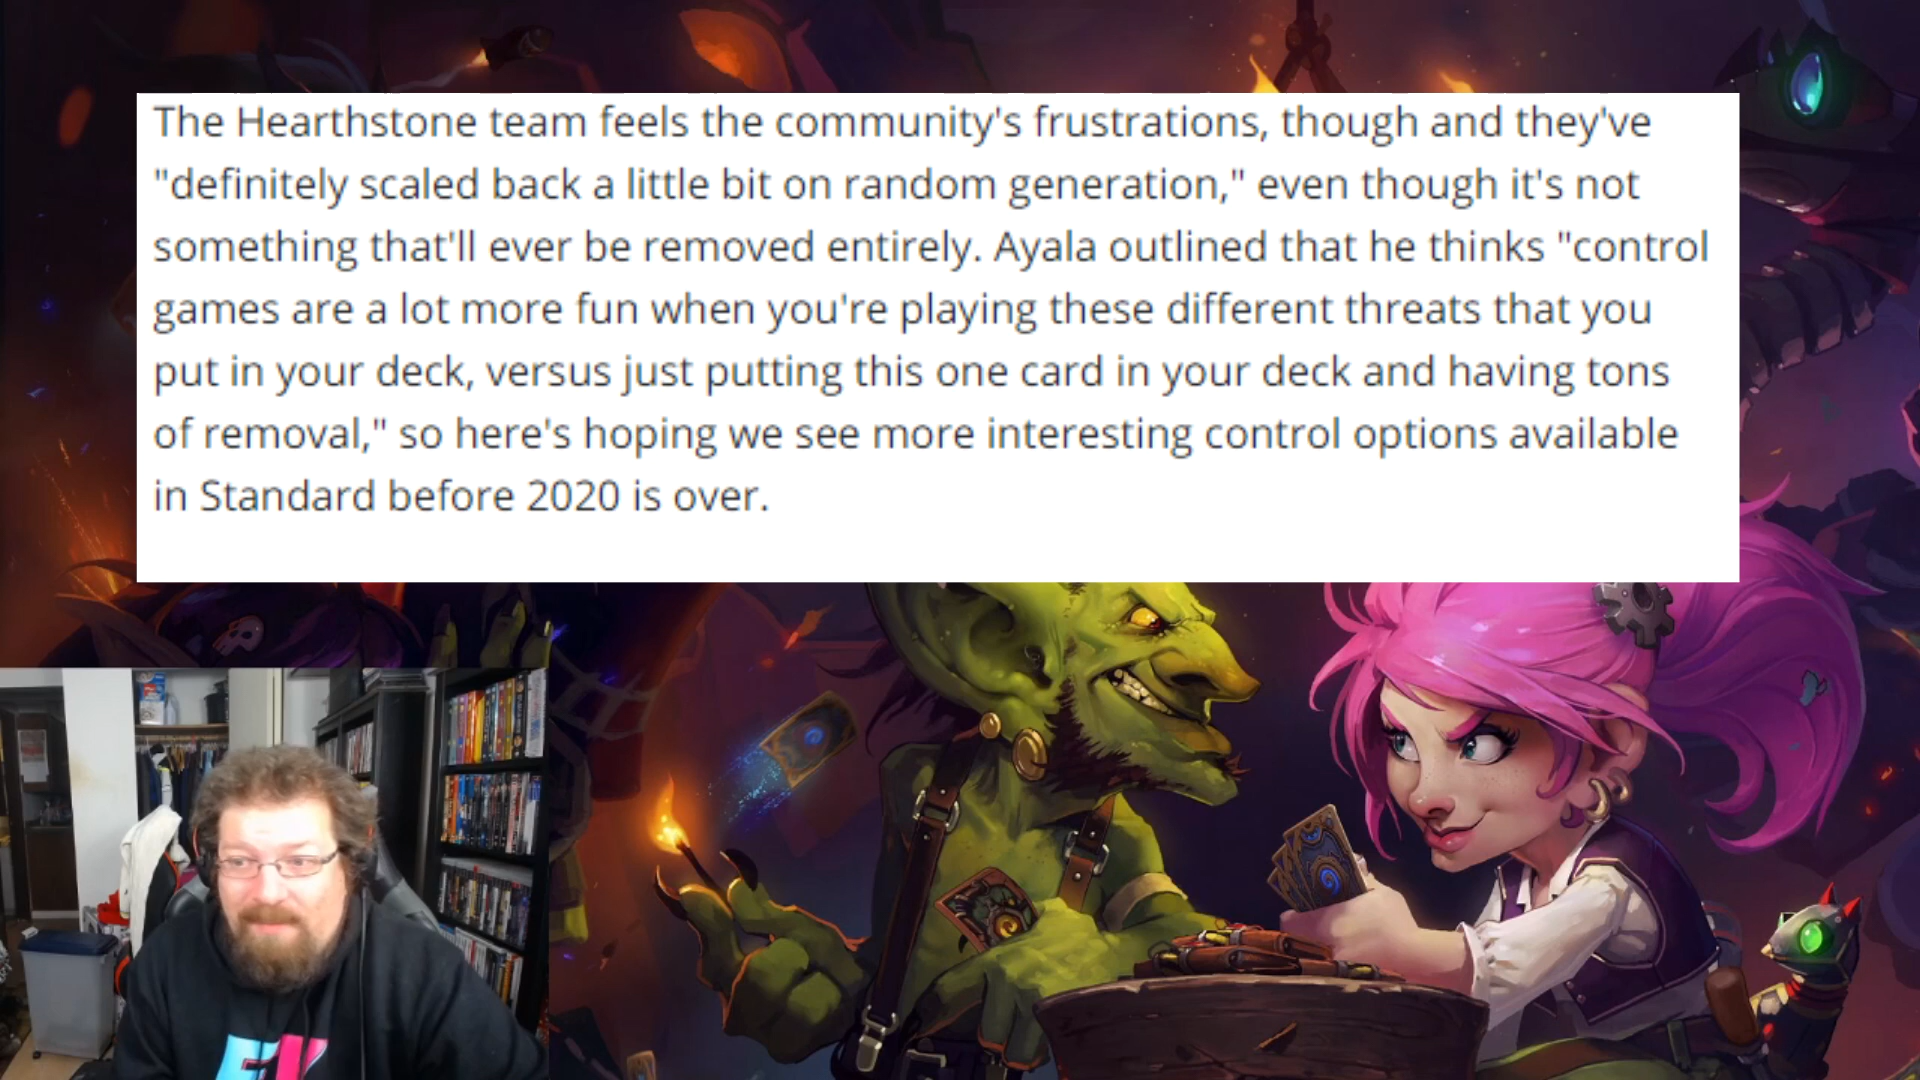 The Hearthstone team feels the community's frustrations, though and they've
"definitely scaled back a little bit on random generation," even though it's not
something that'll ever be removed entirely. Ayala outlined that he thinks "control
games are a lot more fun when you're playing these different threats that you
put in your deck, versus just putting this one card in your deck and having tons
of removal," so here's hoping we see more interesting control options available
in Standard before 2020 is over.